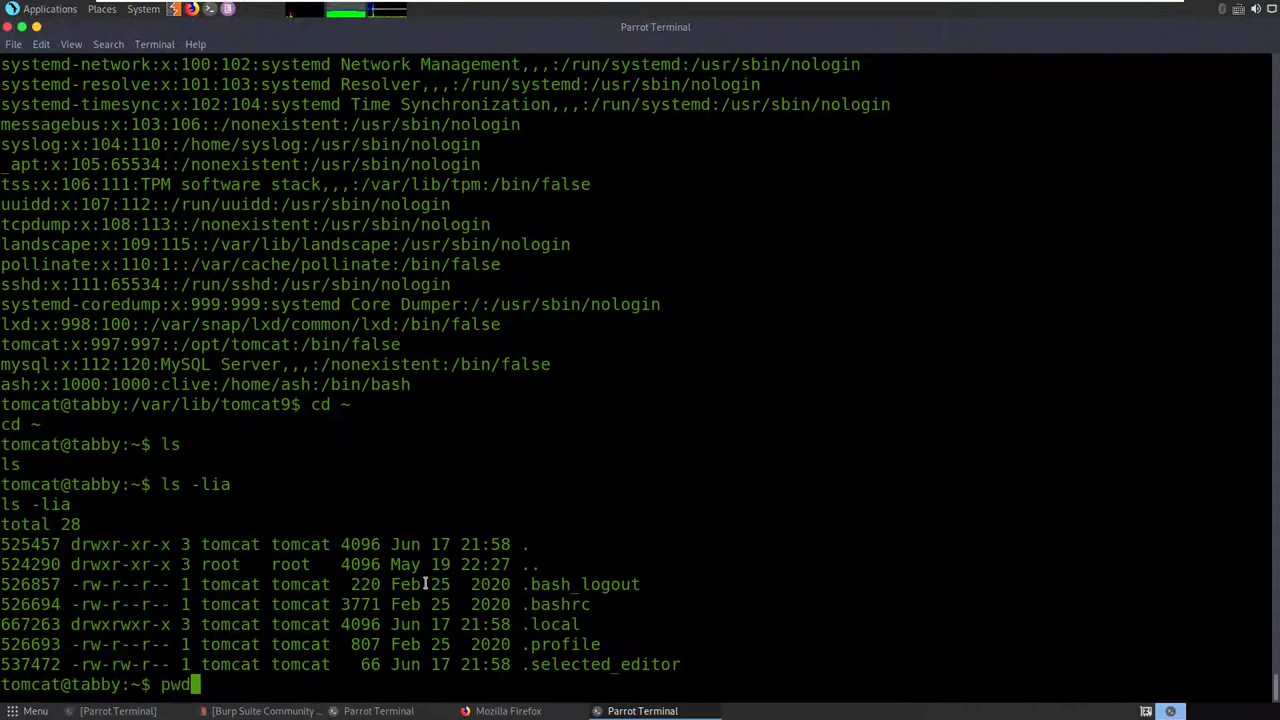 Applications Places System
Parrot Terminal
File Edit View Search Terminal Help
systemd-network:x:100:102:systemd Network Management,,,:/run/systemd:/usr/sbin/nologin
systemd-resolve:x:101:103:systemd Resolver,,,:/run/systemd:/usr/sbin/nologin
systemd-timesync:x:102:104:systemd Time Synchronization,,,:/run/systemd:/usr/sbin/nologin
messagebus:x:103:106::/nonexistent:/usr/sbin/nologin
syslog:x:104:110::/home/syslog:/usr/sbin/nologin
_apt:x:105:65534::/nonexistent:/usr/sbin/nologin
tss:x:106:111:TPM software stack,,,:/var/lib/tpm:/bin/false
uuidd:x:107:112::/run/uuidd:/usr/sbin/nologin
tcpdump:x:108:113::/nonexistent:/usr/sbin/nologin
landscape:x:109:115::/var/lib/landscape:/usr/sbin/nologin
pollinate:x:110:1::/var/cache/pollinate:/bin/false
sshd:x:111:65534::/run/sshd:/usr/sbin/nologin
systemd-coredump:x:999:999:systemd Core Dumper:/:/usr/sbin/nologin
lxd:x:998:100::/var/snap/lxd/common/lxd:/bin/false
tomcat:x:997:997::/opt/tomcat:/bin/false
mysql:x:112:120:MySQL Server,,,:/nonexistent:/bin/false
ash:x:1000:1000:clive:/home/ash:/bin/bash
tomcat@tabby:/var/lib/tomcat9$ cd ~
cd ~
tomcat@tabby:~$ ls
ls
tomcat@tabby:~$ ls -lia
ls -lia
total 28
525457 drwxr-xr-x 3 tomcat tomcat 4096 Jun 17 21:58 .
524290 drwxr-xr-x 3 root   root   4096 May 19 22:27 ..
526857 -rw-r--r-- 1 tomcat tomcat  220 Feb 25  2020 .bash_logout
526694 -rw-r--r-- 1 tomcat tomcat 3771 Feb 25  2020 .bashrc
667263 drwxrwxr-x 3 tomcat tomcat 4096 Jun 17 21:58 .local
526693 -rw-r--r-- 1 tomcat tomcat  807 Feb 25  2020 .profile
537472 -rw-rw-r-- 1 tomcat tomcat   66 Jun 17 21:58 .selected_editor
tomcat@tabby:~$ pwd
Menu [Parrot Terminal] [Burp Suite Community ... Parrot Terminal Mozilla Firefox Parrot Terminal